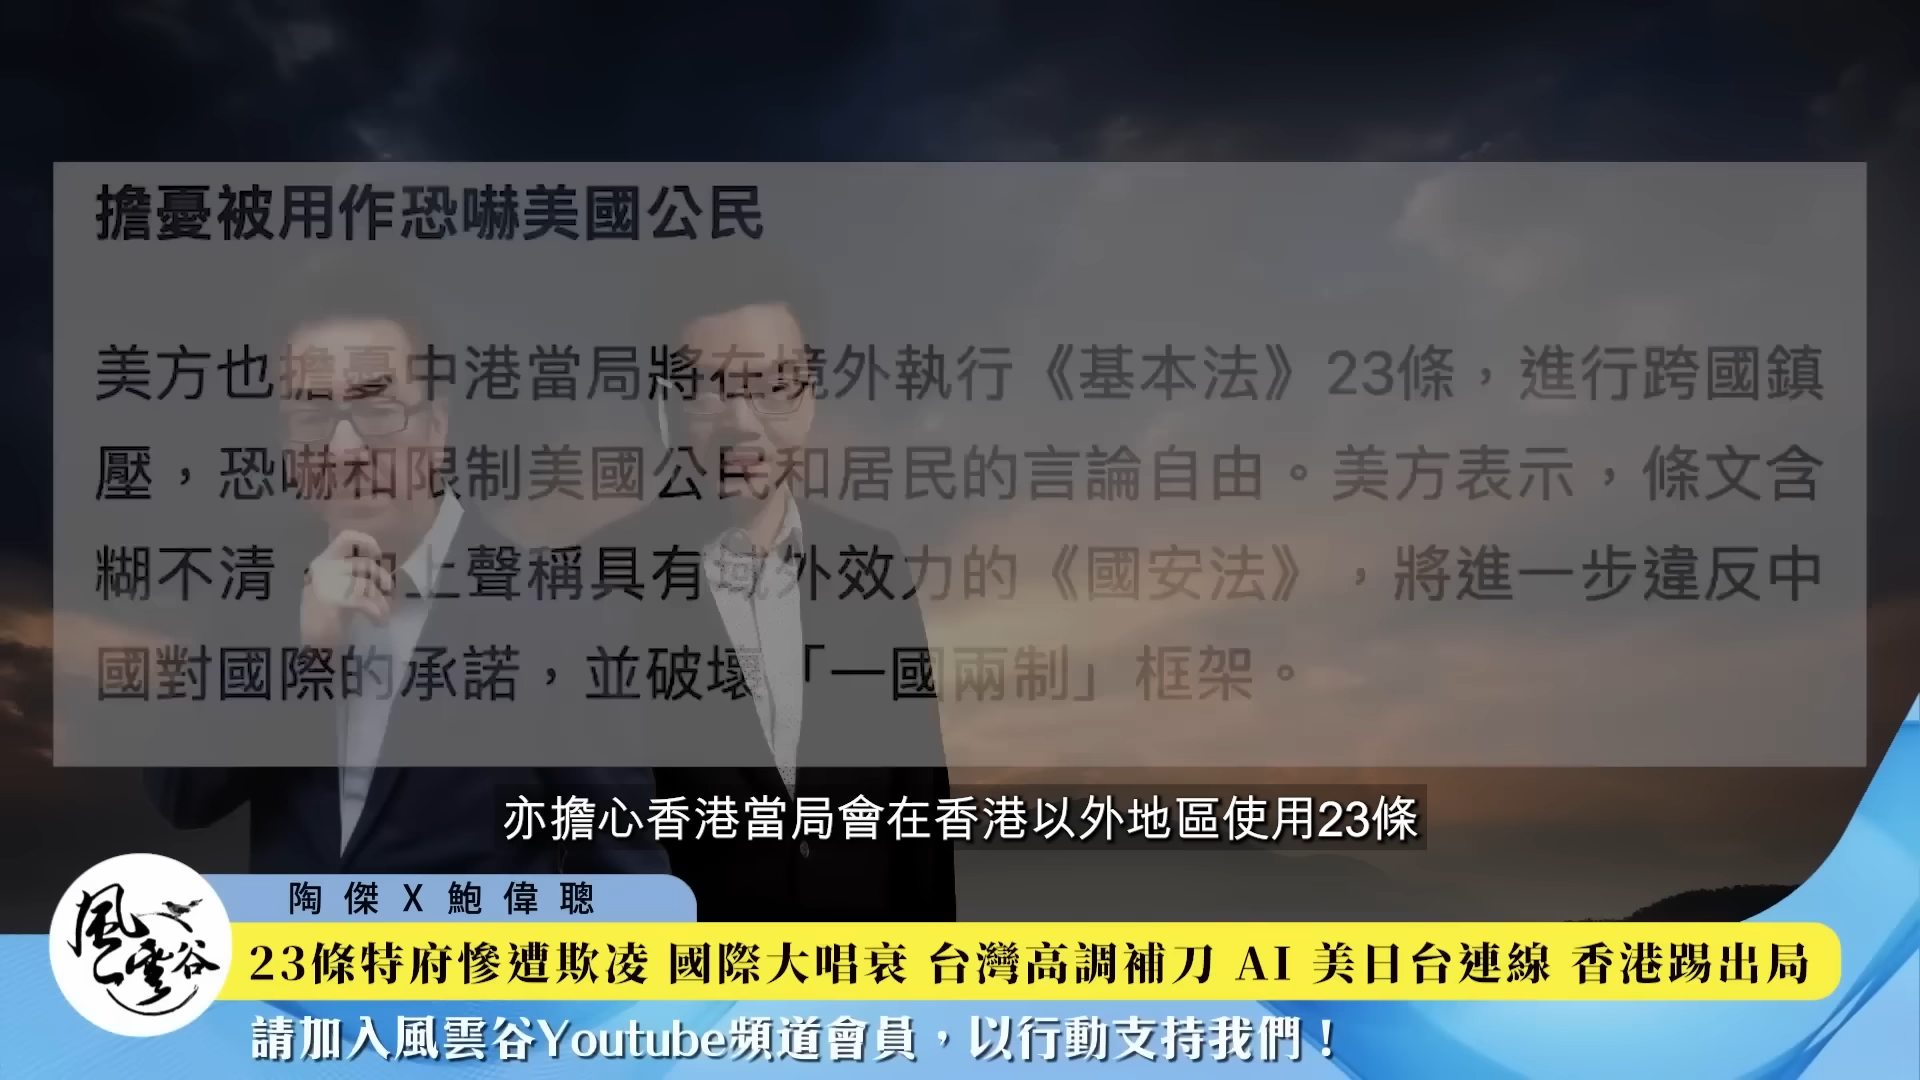 擔憂被用作恐嚇美國公民
美方也擔憂中港當局將在境外執行《基本法》23條，進行跨國鎮
壓，恐嚇和限制美國公民和居民的言論自由。美方表示，條文含
糊不清，加上聲稱具有域外效力的《國安法》，將進一步違反中
國對國際的承諾，並破壞「一國兩制」框架。
亦擔心香港當局會在香港以外地區使用23條
風雲谷
陶傑X鮑偉聰
23條特府慘遭欺凌 國際大唱衰 台灣高調補刀 AI 美日台連線 香港踢出局
請加入風雲谷Youtube頻道會員，以行動支持我們！